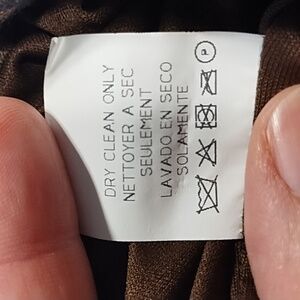 DRY CLEAN ONLY
NETTOYER A SEC
SEULEMENT
LAVADO EN SECO
SOLAMENTE
P